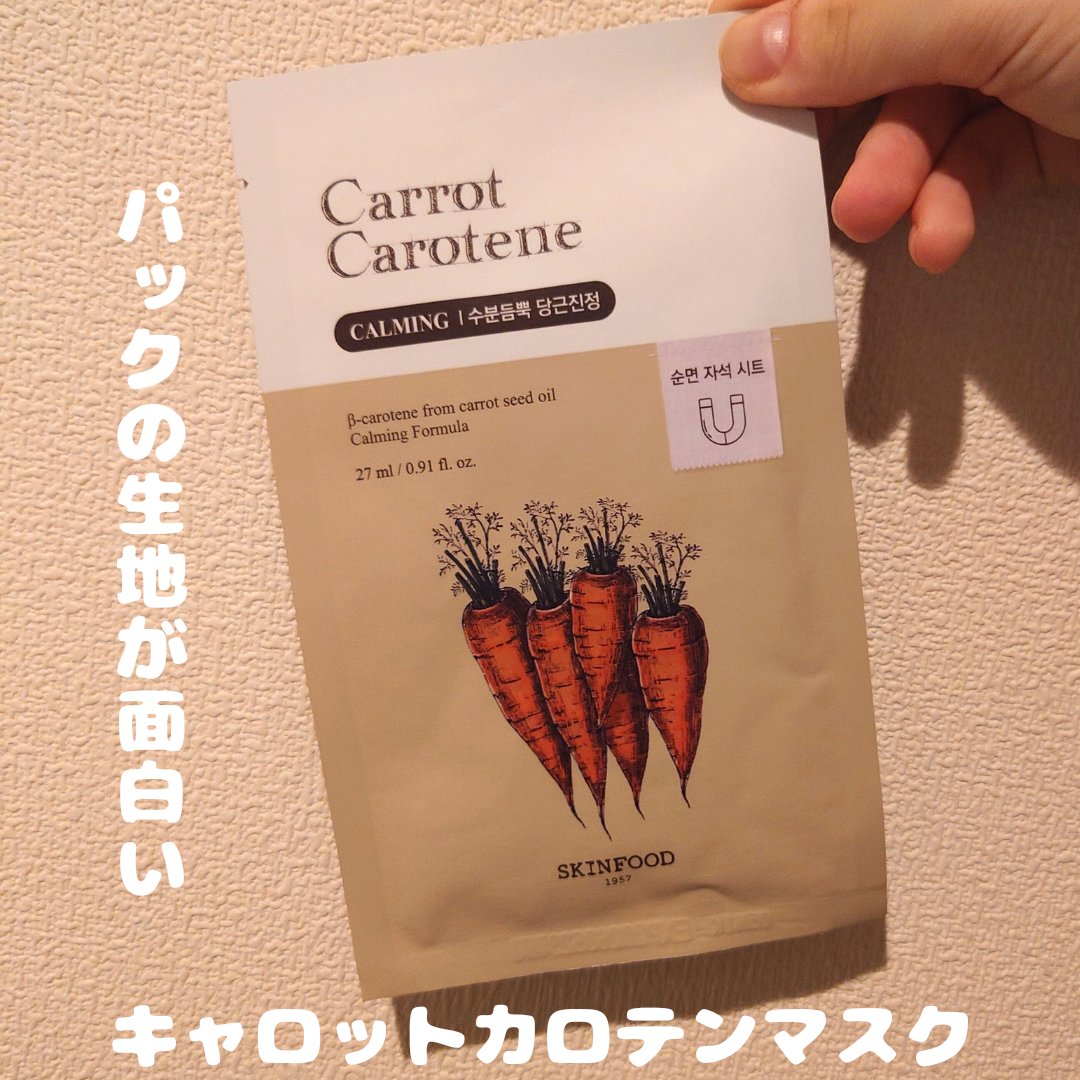 Carrot
Carotene
CALMING | 수분듬뿍 당근진정
순면 자석 시트
β-carotene from carrot seed oil
Calming Formula
27 ml / 0.91 fl. oz.
SKINFOOD
1957
パックの生地が面白い
キャロットカロテンマスク